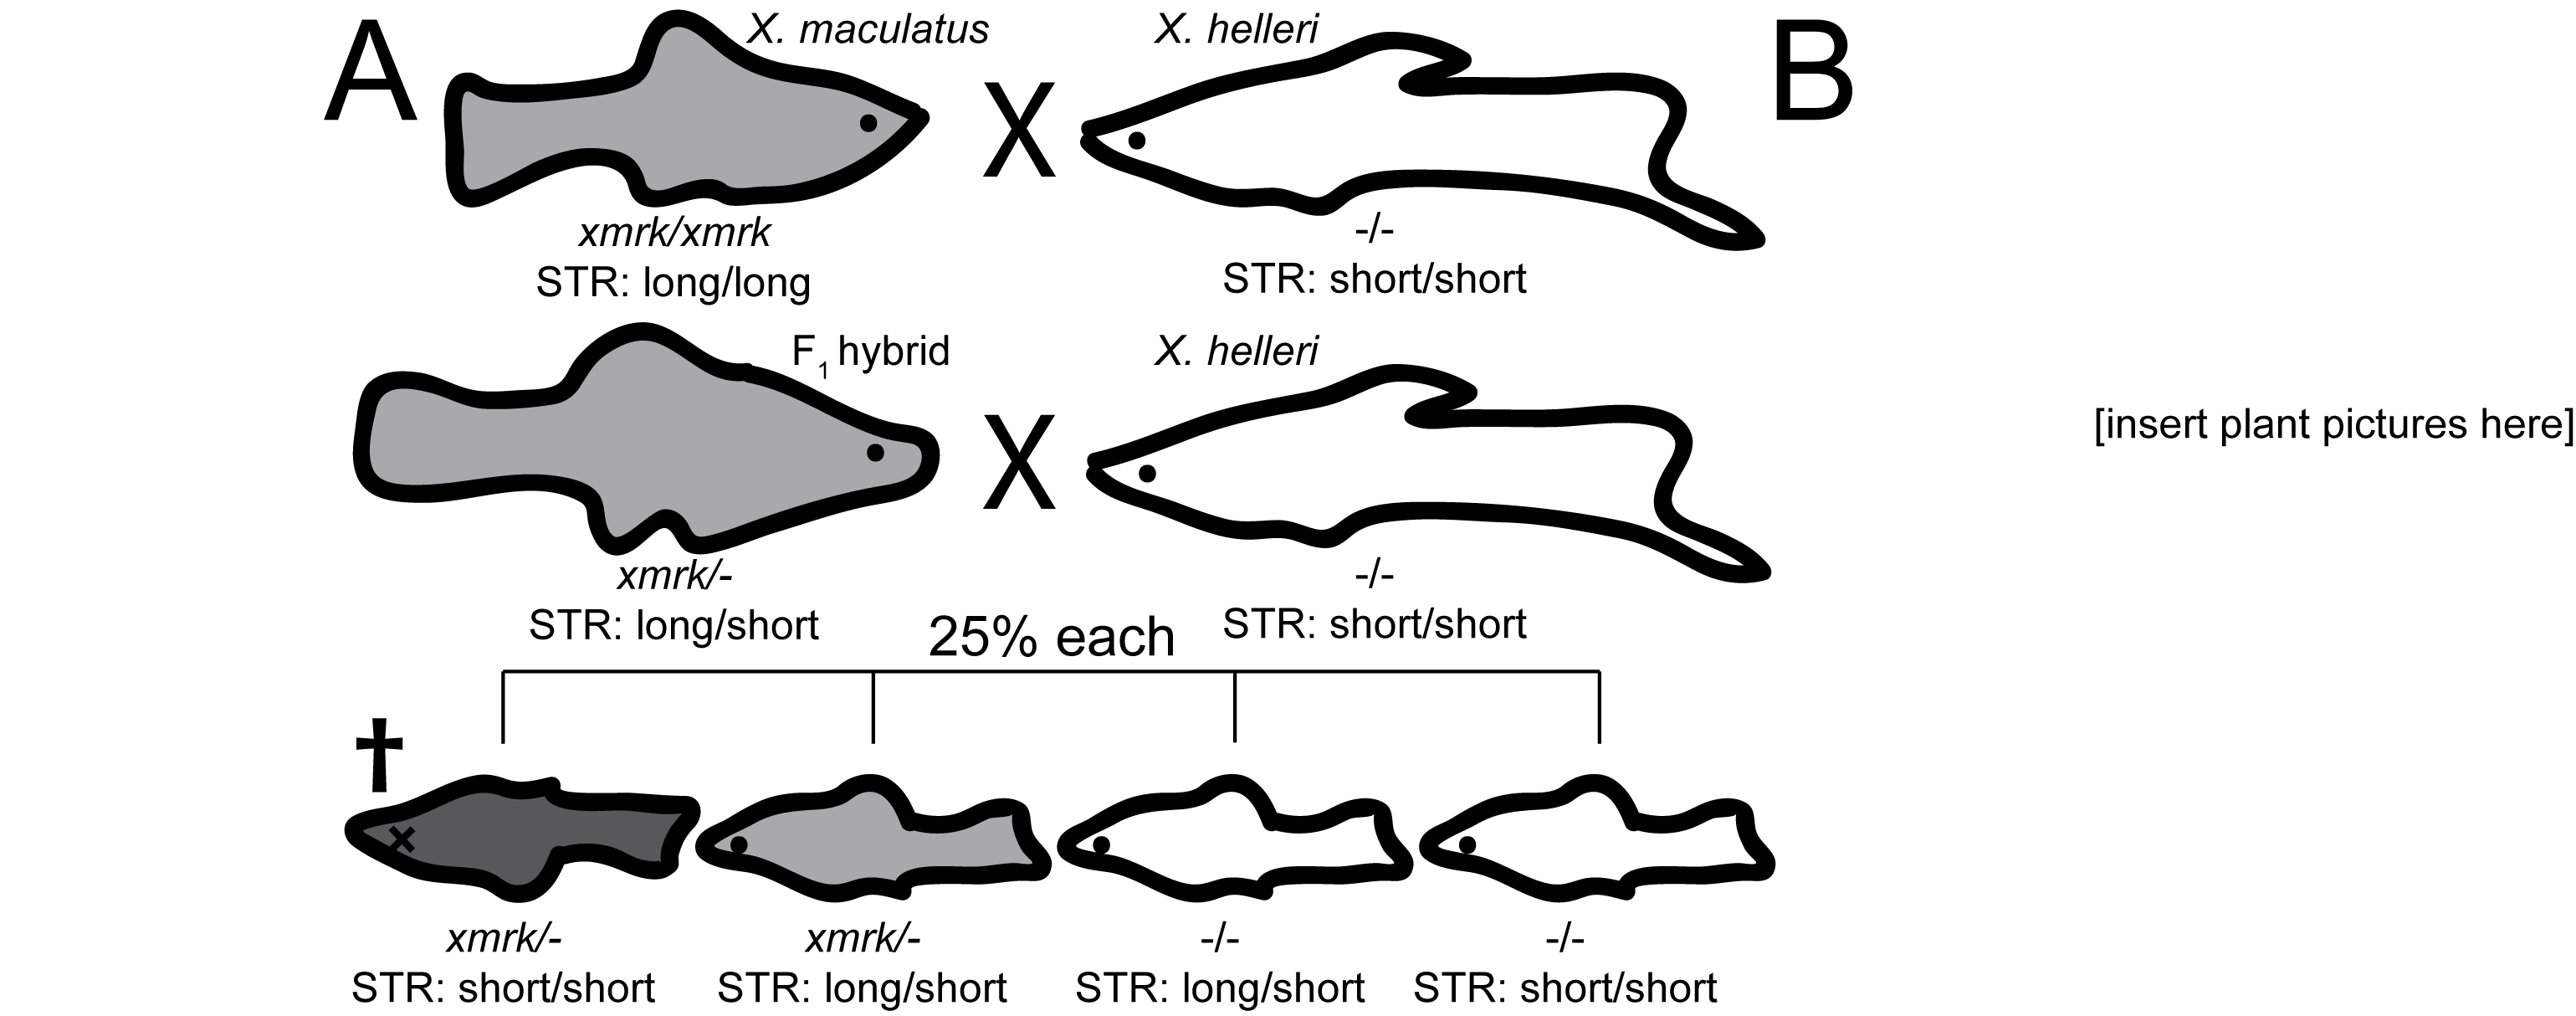 A
X. maculatus
X
X. helleri
B
xmrk/xmrk
STR: long/long
-/-
STR: short/short
F1 hybrid
X
X. helleri
[insert plant pictures here]
xmrk/-
STR: long/short
-/-
STR: short/short
25% each
†
xmrk/-
STR: short/short
xmrk/-
STR: long/short
-/-
STR: long/short
-/-
STR: short/short